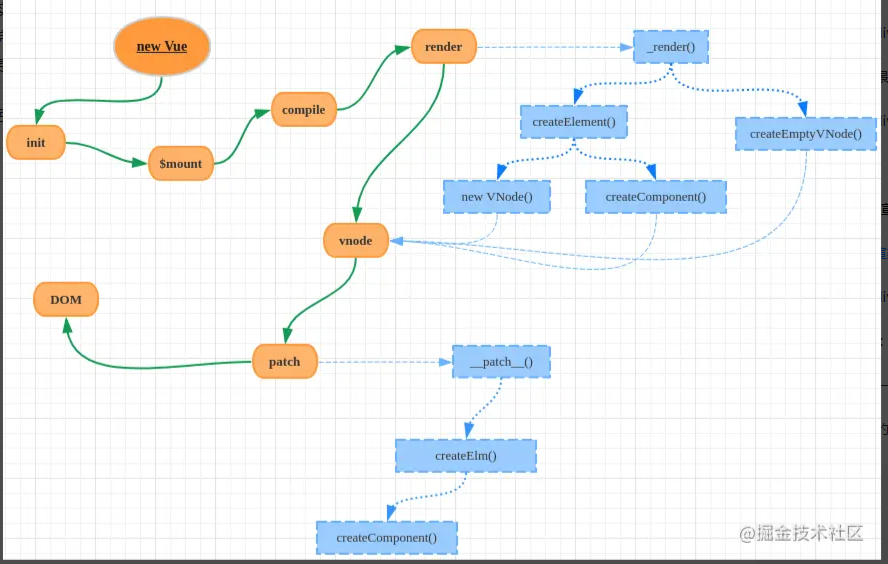 new Vue
render
_render()
compile
createElement()
createEmptyVNode()
init
$mount
new VNode()
createComponent()
vnode
DOM
patch
__patch__()
createElm()
createComponent()
@掘金技术社区